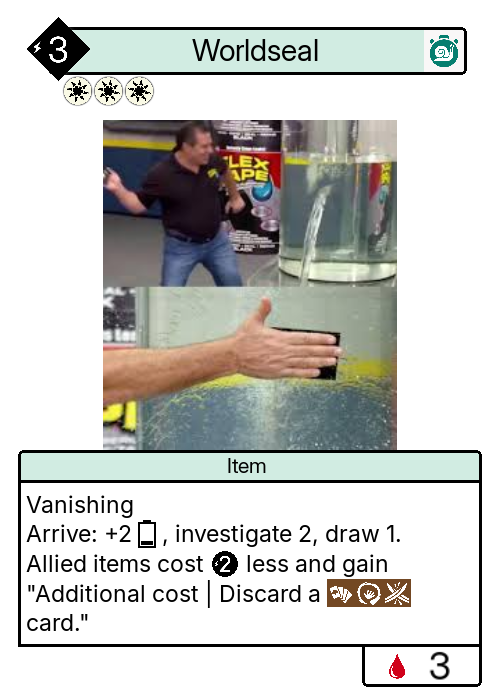 3
Worldseal
FLEX
TAPE
Item
Vanishing
Arrive: +2 , investigate 2, draw 1.
Allied items cost 2 less and gain
"Additional cost | Discard a
card."
3